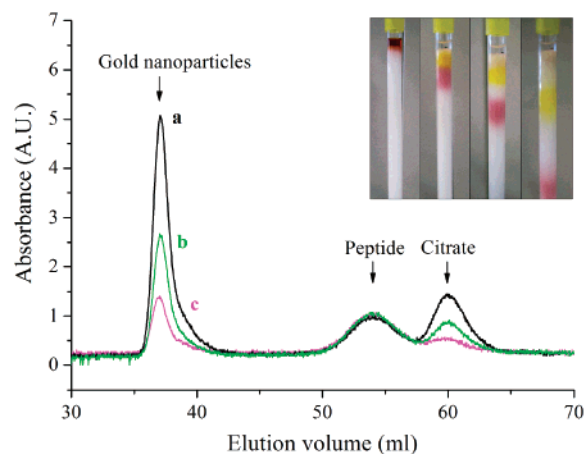 7
6
5
4
3
2
1
0
Absorbance (A.U.)
Gold nanoparticles
a
b
c
Peptide Citrate
30 40 50 60 70
Elution volume (ml)